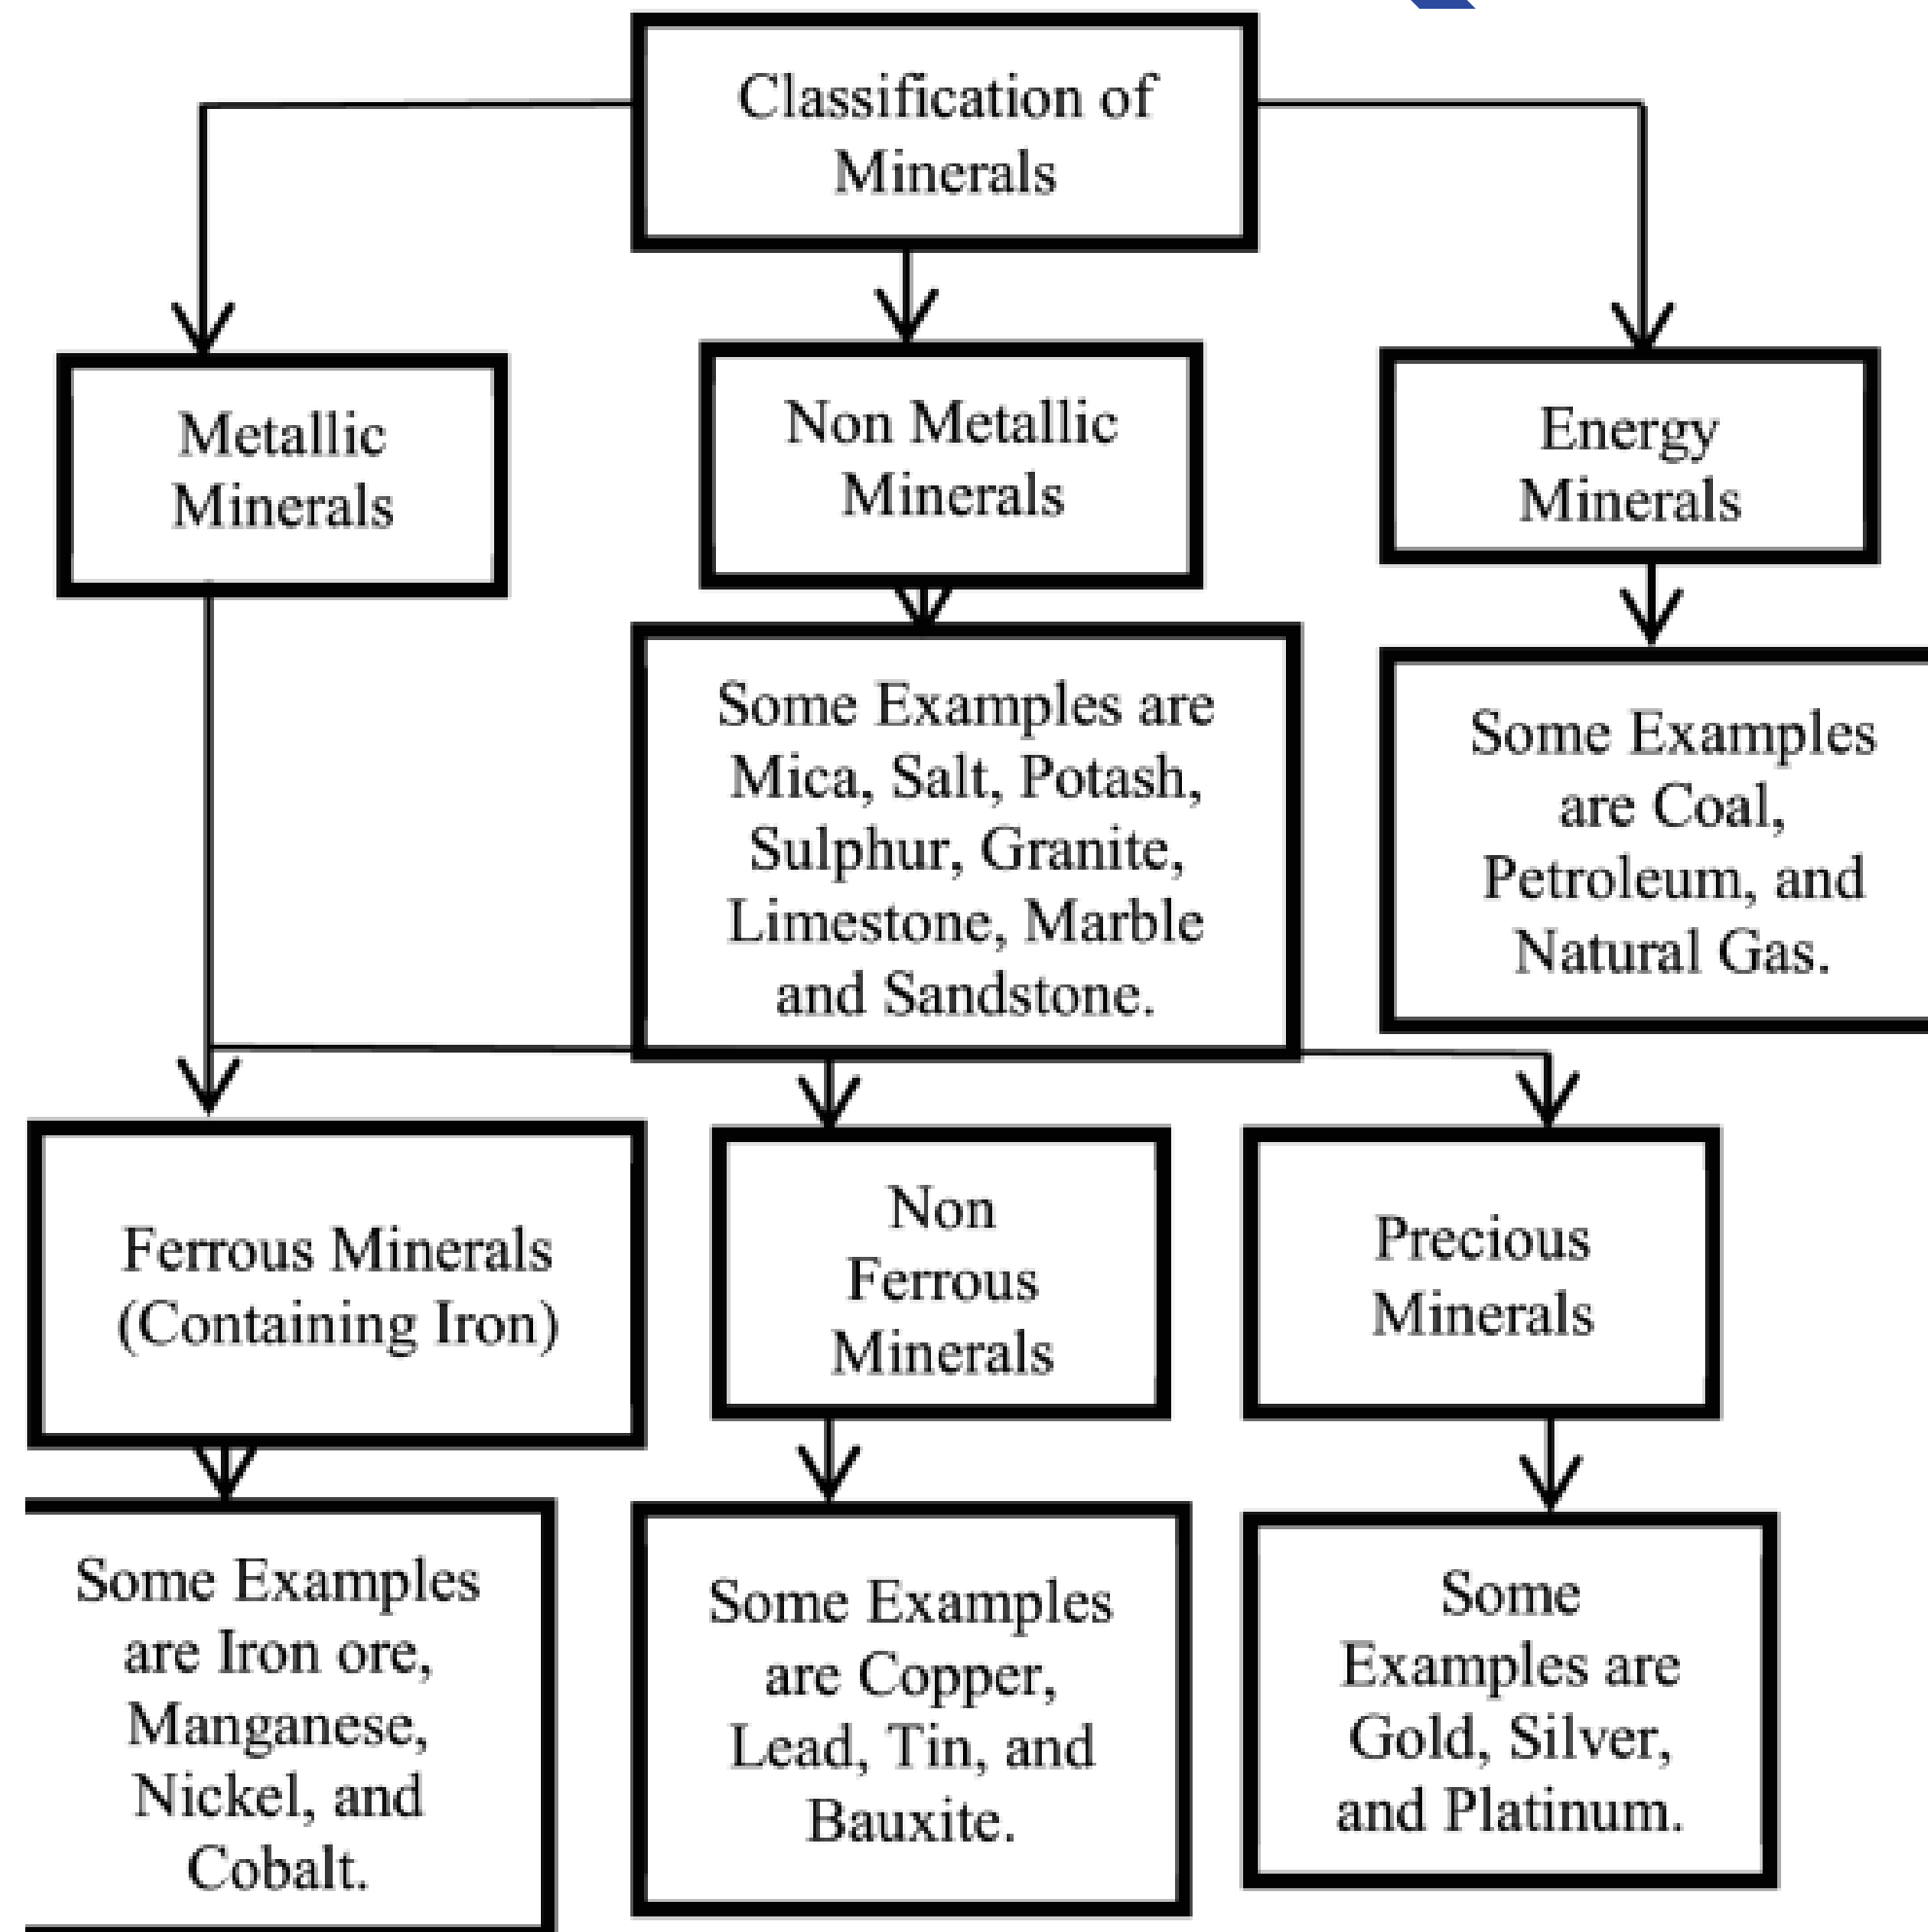 Classification of
Minerals
Metallic
Minerals
Non Metallic
Minerals
Energy
Minerals
Some Examples are
Mica, Salt, Potash,
Sulphur, Granite,
Limestone, Marble
and Sandstone.
Some Examples
are Coal,
Petroleum, and
Natural Gas.
Ferrous Minerals
(Containing Iron)
Non
Ferrous
Minerals
Precious
Minerals
Some Examples
are Iron ore,
Manganese,
Nickel, and
Cobalt.
Some Examples
are Copper,
Lead, Tin, and
Bauxite.
Some
Examples are
Gold, Silver,
and Platinum.